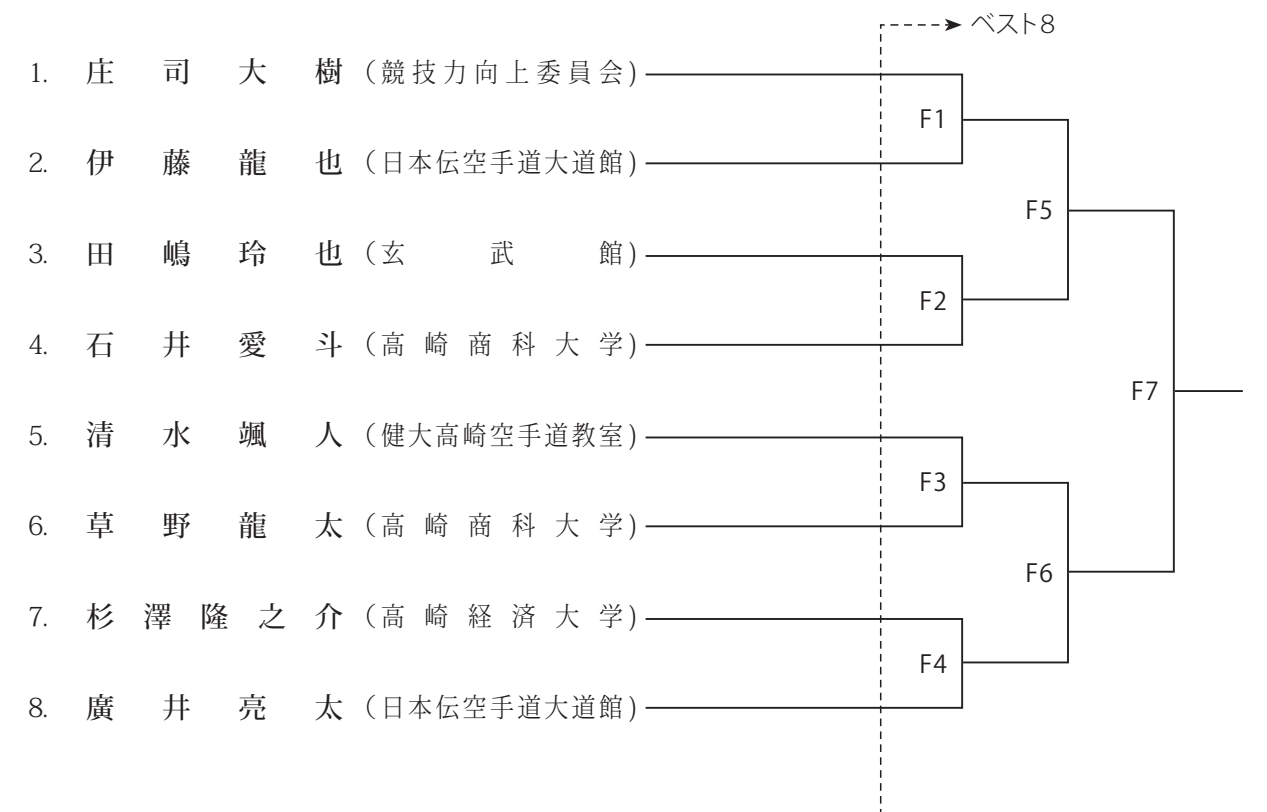 ベスト8
1. 庄司大樹(競技力向上委員会)
F1
2. 伊藤龍也(日本伝空手道大道館)
F5
3. 田嶋玲也(玄武館)
F2
4. 石井愛斗(高崎商科大学)
F7
5. 清水颯人(健大高崎空手道教室)
F3
6. 草野龍太(高崎商科大学)
F6
7. 杉澤隆之介(高崎経済大学)
F4
8. 廣井亮太(日本伝空手道大道館)